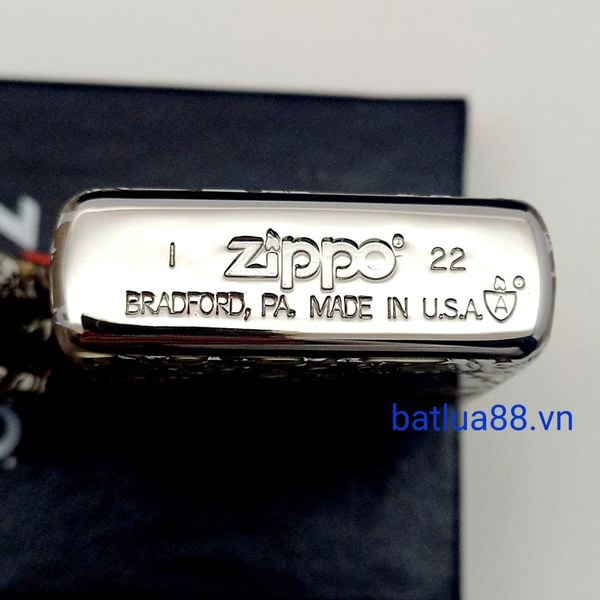 I zippo® 22
BRADFORD, PA. MADE IN U.S.A. A®
batlua88.vn